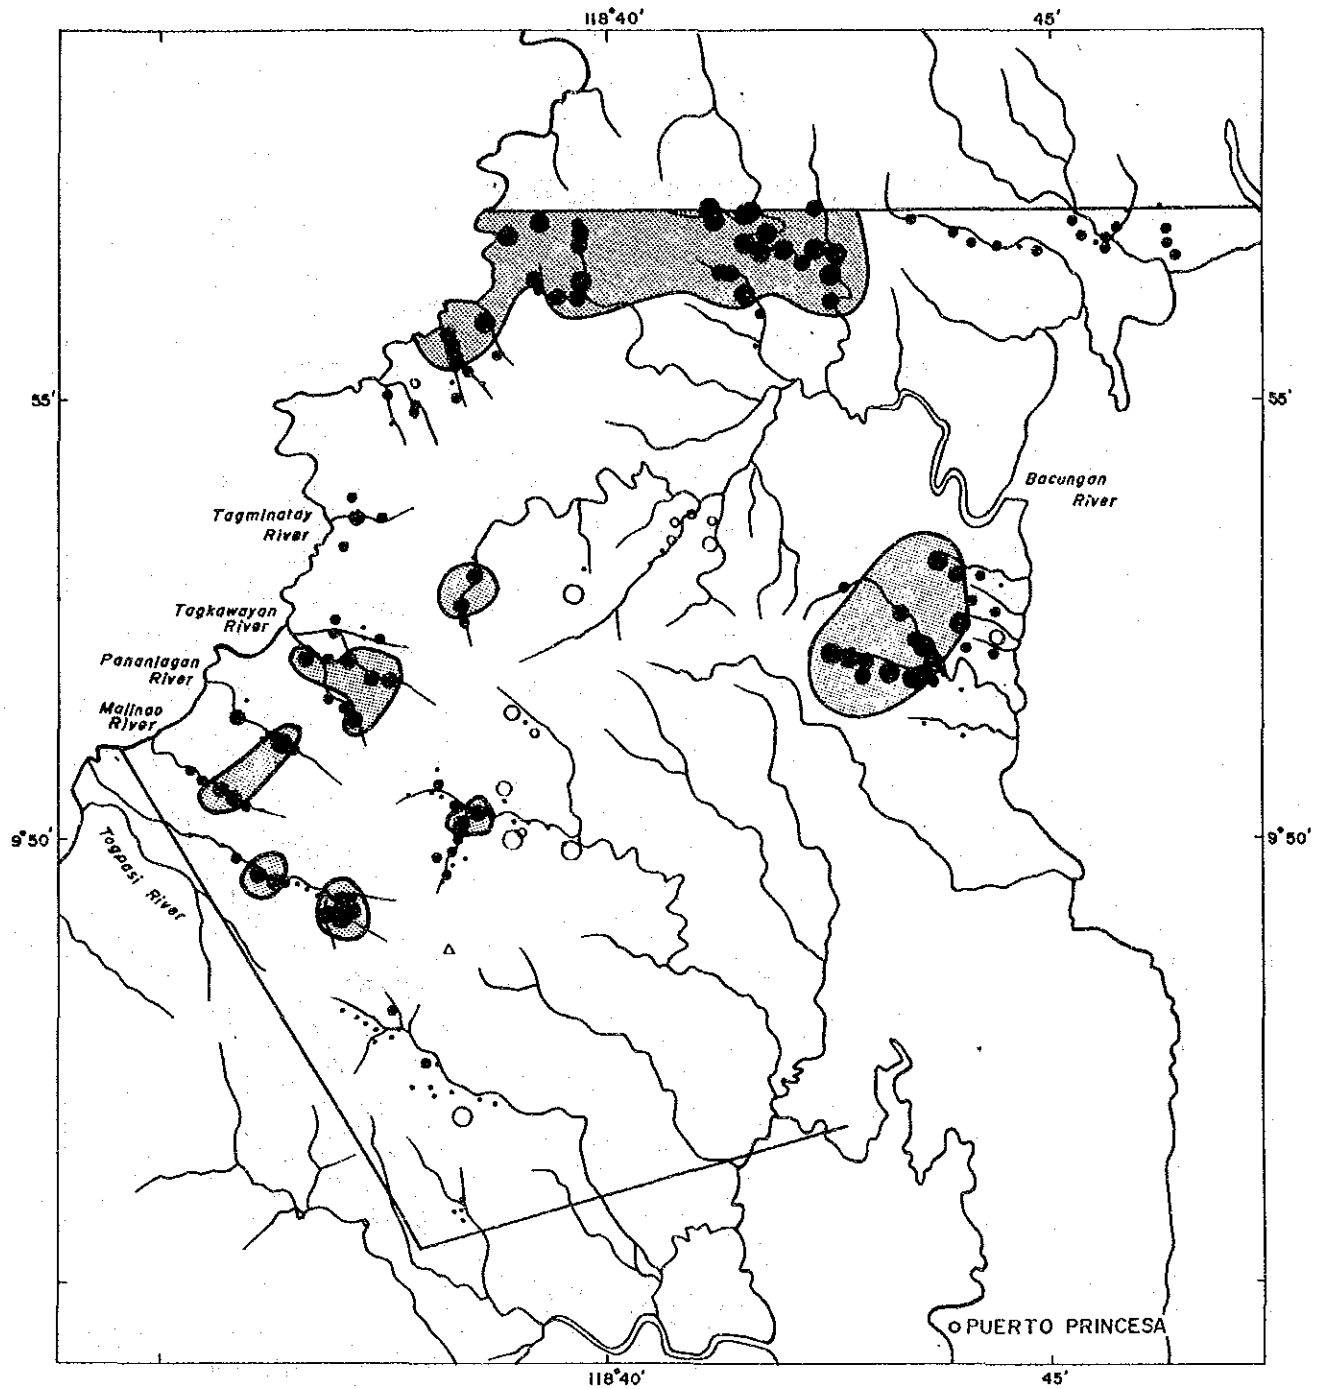 118°40'
45'
55'
55'
Bacungan
River
Tagminatay
River
Tagkawayan
River
Pananlagan
River
Malinao
River
9°50'
9°50'
Tagpasi River
PUERTO PRINCESA
118°40'
45'